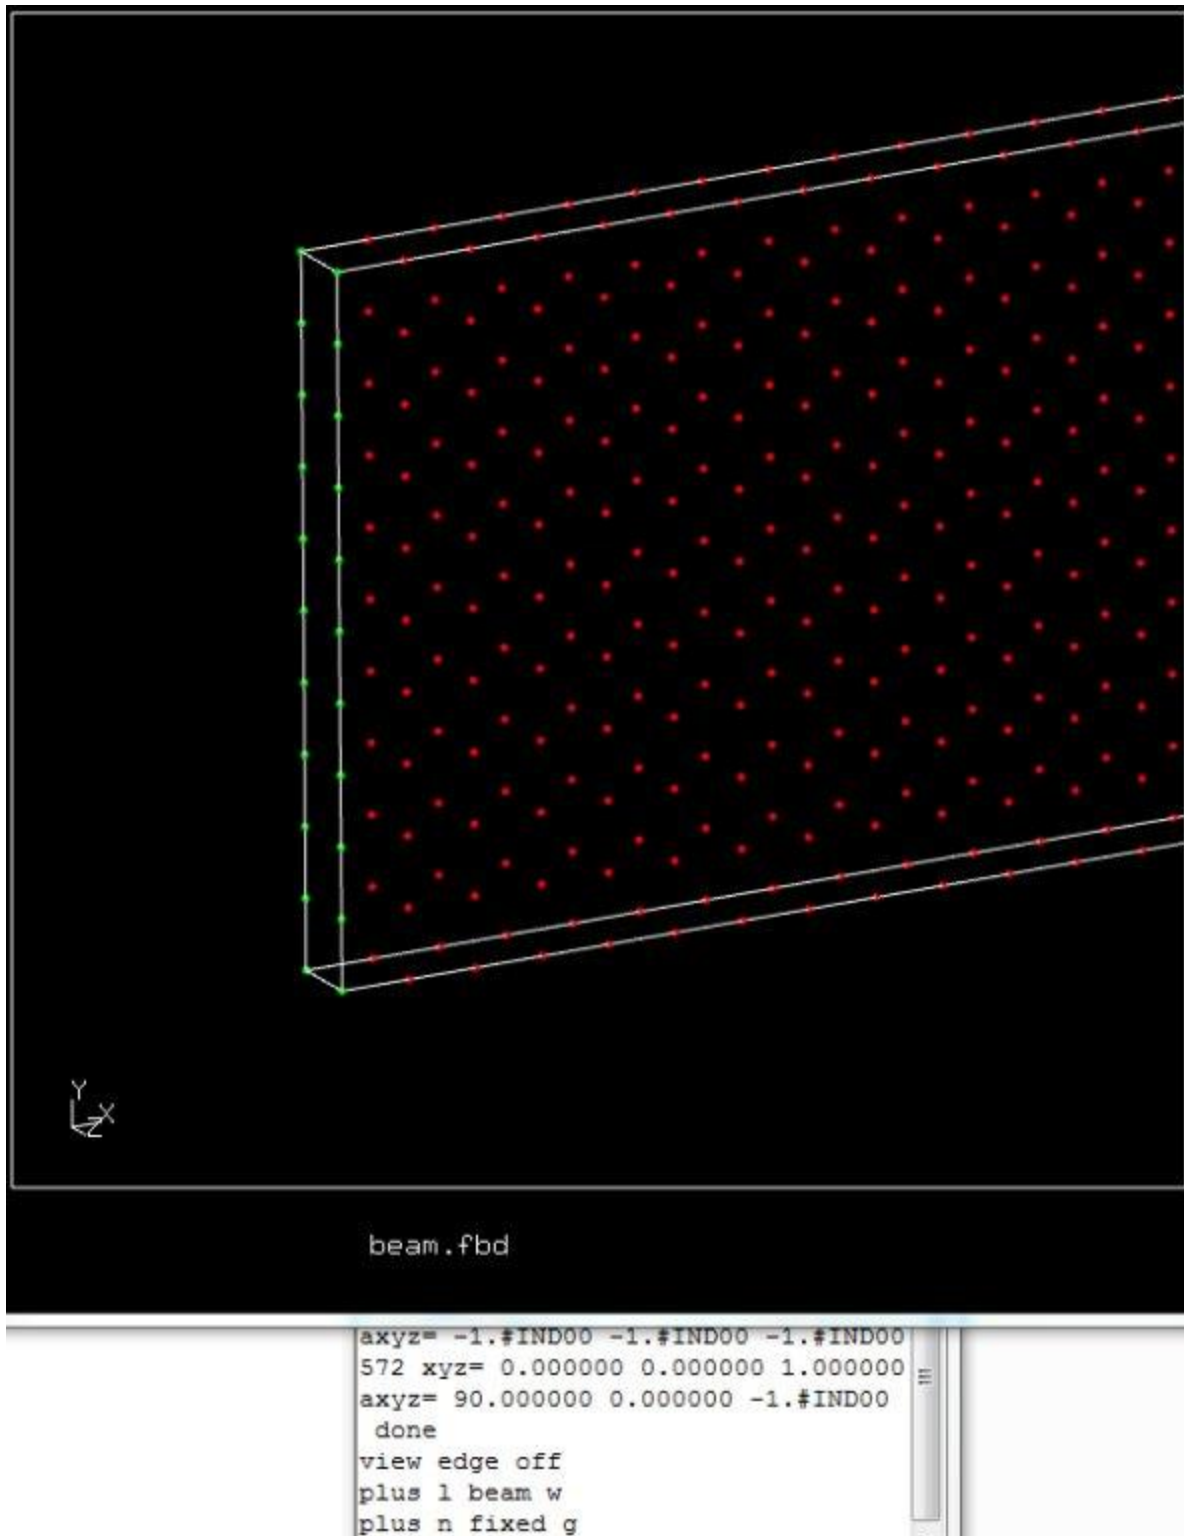 Y
X
Z
beam.fbd
axyz= -1.#IND00 -1.#IND00 -1.#IND00
572 xyz= 0.000000 0.000000 1.000000
axyz= 90.000000 0.000000 -1.#IND00
done
view edge off
plus l beam w
plus n fixed g